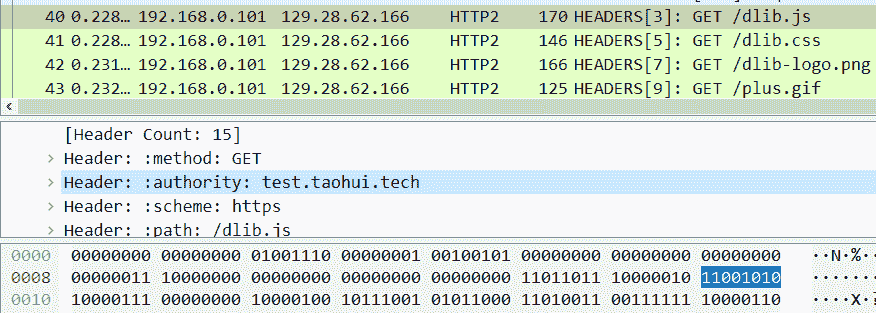 40 0.228… 192.168.0.101 129.28.62.166 HTTP2 170 HEADERS[3]: GET /dlib.js
41 0.228… 192.168.0.101 129.28.62.166 HTTP2 146 HEADERS[5]: GET /dlib.css
42 0.231… 192.168.0.101 129.28.62.166 HTTP2 166 HEADERS[7]: GET /dlib-logo.png
43 0.232… 192.168.0.101 129.28.62.166 HTTP2 125 HEADERS[9]: GET /plus.gif
[Header Count: 15]
Header: :method: GET
Header: :authority: test.taohui.tech
Header: :scheme: https
Header: :path: /dlib.js
0000 00000000 00000000 01001110 00000001 00100101 00000000 00000000 00000000 ··N·%··
0008 00000011 10000000 00000000 00000000 00000000 11011011 10000010 11001010 ·······
0010 10000111 00000000 10000100 10111001 01011000 11010011 00111111 10000110 ····X·?